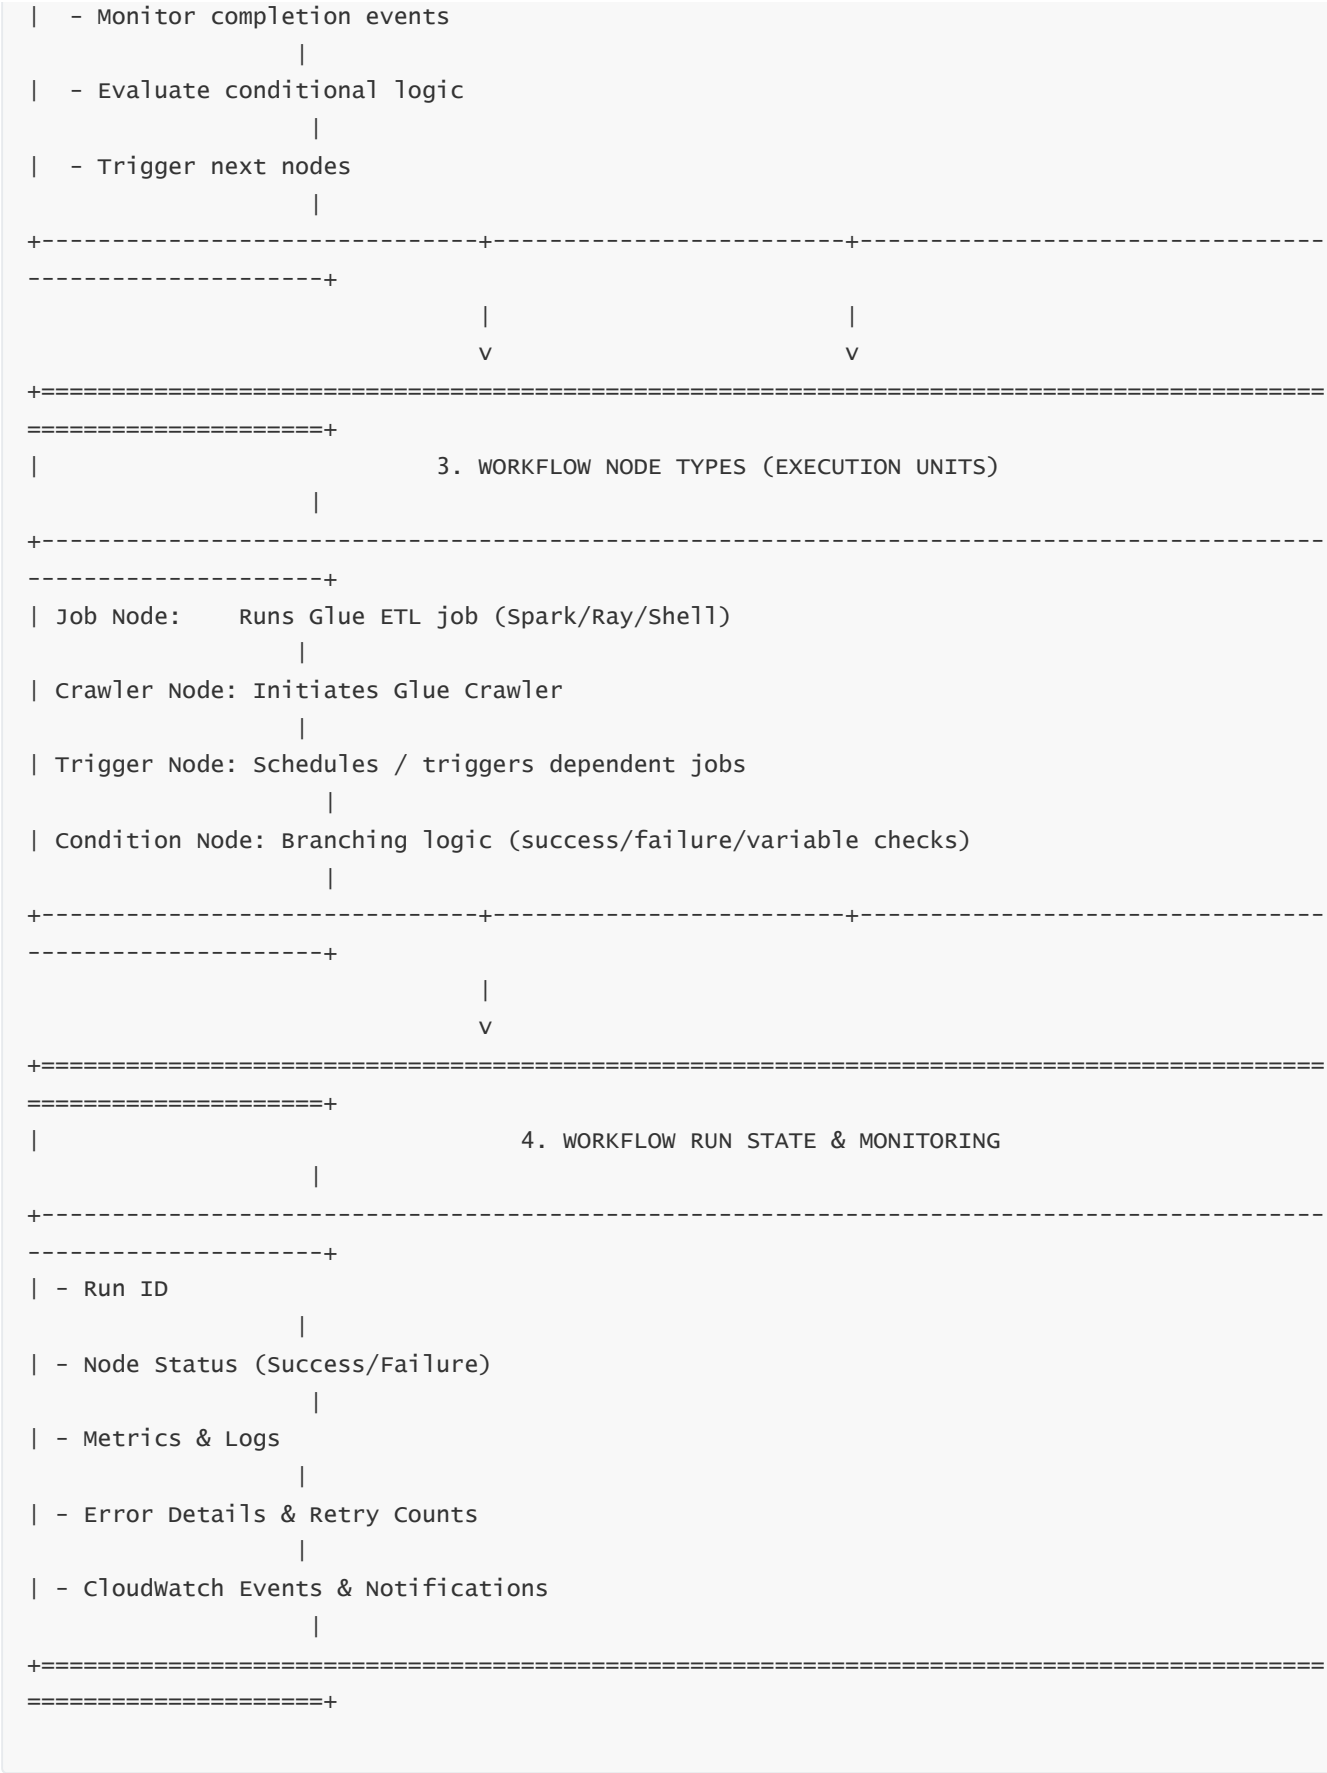 |  - Monitor completion events
                   |
|  - Evaluate conditional logic
                    |
|  - Trigger next nodes
                    |
+-------------------------------+-------------------------+---------------------------------
---------------------+
                                |                         |
                                v                         v
+===========================================================================================
=====================+
|                            3. WORKFLOW NODE TYPES (EXECUTION UNITS)
                    |
+-------------------------------------------------------------------------------------------
---------------------+
| Job Node:    Runs Glue ETL job (Spark/Ray/Shell)
                   |
| Crawler Node: Initiates Glue Crawler
                   |
| Trigger Node: Schedules / triggers dependent jobs
                     |
| Condition Node: Branching logic (success/failure/variable checks)
                     |
+-------------------------------+-------------------------+---------------------------------
---------------------+
                                |
                                v
+===========================================================================================
=====================+
|                                  4. WORKFLOW RUN STATE & MONITORING
                    |
+-------------------------------------------------------------------------------------------
---------------------+
| - Run ID
                   |
| - Node Status (Success/Failure)
                    |
| - Metrics & Logs
                   |
| - Error Details & Retry Counts
                   |
| - CloudWatch Events & Notifications
                    |
+===========================================================================================
=====================+